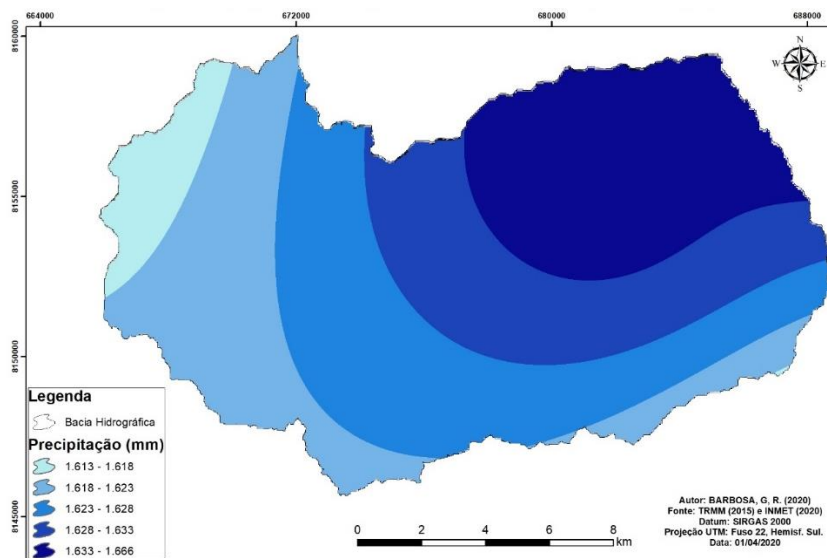 664000 672000 680000 688000
8160000
N
W E
S
8155000
8150000
8145000
Legenda
Bacia Hidrográfica
Precipitação (mm)
1.613 - 1.618
1.618 - 1.623
1.623 - 1.628
1.628 - 1.633
1.633 - 1.666
0 2 4 6 8
km
Autor: BARBOSA, G, R. (2020)
Fonte: TRMM (2015) e INMET (2020)
Datum: SIRGAS 2000
Projeção UTM: Fuso 22, Hemisf. Sul.
Data: 01/04/2020